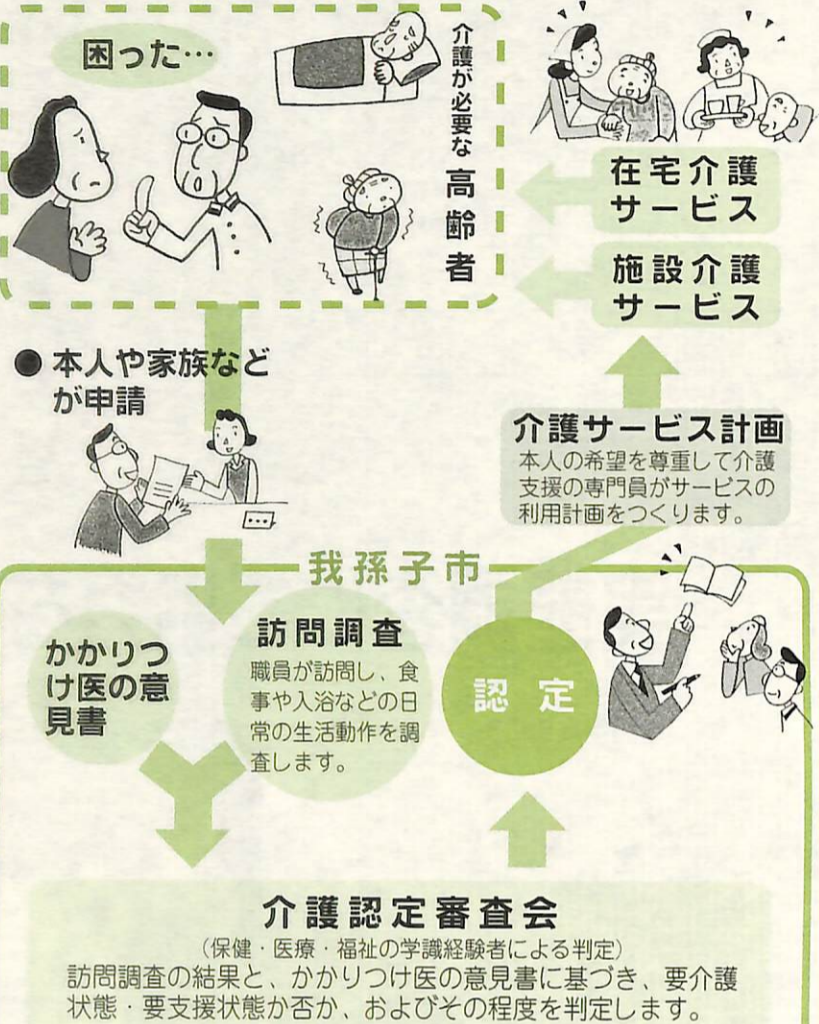 困った…
介護が必要な高齢者
在宅介護
サービス
施設介護
サービス
● 本人や家族など
が申請
介護サービス計画
本人の希望を尊重して介護
支援の専門員がサービスの
利用計画をつくります。
我孫子市
かかりつ
け医の意
見書
訪問調査
職員が訪問し、食
事や入浴などの日
常の生活動作を調
査します。
認定
介護認定審査会
(保健・医療・福祉の学識経験者による判定)
訪問調査の結果と、かかりつけ医の意見書に基づき、要介護
状態・要支援状態か否か、およびその程度を判定します。